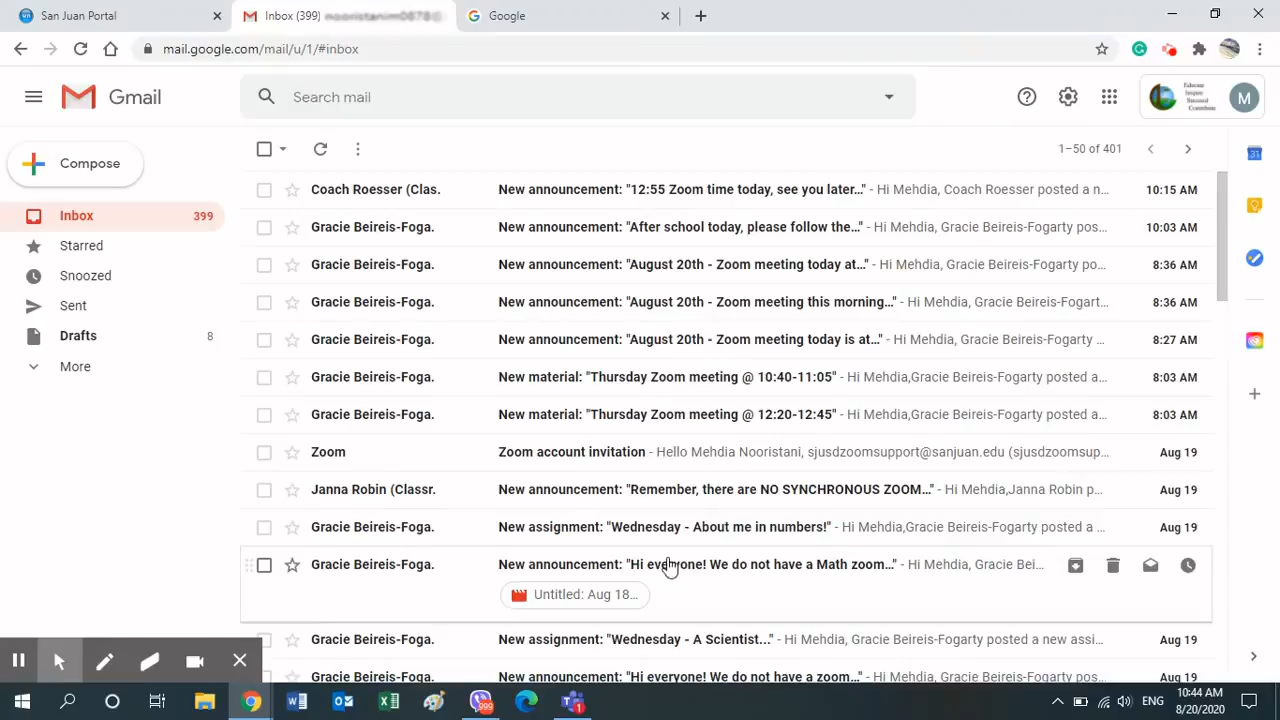 San Juan Portal
Inbox (399)
Google
mail.google.com/mail/u/1/#inbox
Gmail
Search mail
Educate
Inspire
Succeed
Contribute
M
Compose
1–50 of 401
Inbox 399
Starred
Snoozed
Sent
Drafts 8
More
Coach Roesser (Clas. New announcement: "12:55 Zoom time today, see you later…" - Hi Mehdia, Coach Roesser posted a n… 10:15 AM
Gracie Beireis-Foga. New announcement: "After school today, please follow the…" - Hi Mehdia, Gracie Beireis-Fogarty pos… 10:03 AM
Gracie Beireis-Foga. New announcement: "August 20th - Zoom meeting today at…" - Hi Mehdia, Gracie Beireis-Fogarty po… 8:36 AM
Gracie Beireis-Foga. New announcement: "August 20th - Zoom meeting this morning…" - Hi Mehdia, Gracie Beireis-Fogart… 8:36 AM
Gracie Beireis-Foga. New announcement: "August 20th - Zoom meeting today is at…" - Hi Mehdia, Gracie Beireis-Fogarty … 8:27 AM
Gracie Beireis-Foga. New material: "Thursday Zoom meeting @ 10:40-11:05" - Hi Mehdia,Gracie Beireis-Fogarty posted a… 8:03 AM
Gracie Beireis-Foga. New material: "Thursday Zoom meeting @ 12:20-12:45" - Hi Mehdia,Gracie Beireis-Fogarty posted a… 8:03 AM
Zoom Zoom account invitation - Hello Mehdia Nooristani, sjusdzoomsupport@sanjuan.edu (sjusdzoomsup… Aug 19
Janna Robin (Classr. New announcement: "Remember, there are NO SYNCHRONOUS ZOOM…" - Hi Mehdia,Janna Robin p… Aug 19
Gracie Beireis-Foga. New assignment: "Wednesday - About me in numbers!" - Hi Mehdia,Gracie Beireis-Fogarty posted a … Aug 19
Gracie Beireis-Foga. New announcement: "Hi everyone! We do not have a Math zoom…" - Hi Mehdia, Gracie Bei…
Untitled: Aug 18…
Gracie Beireis-Foga. New assignment: "Wednesday - A Scientist…" - Hi Mehdia, Gracie Beireis-Fogarty posted a new assi… Aug 19
Gracie Beireis-Foga. New announcement: "Hi everyone! We do not have a zoom…" - Hi Mehdia, Gracie Beireis-Fogarty poste… Aug 19
31
999
1
ENG
10:44 AM
8/20/2020